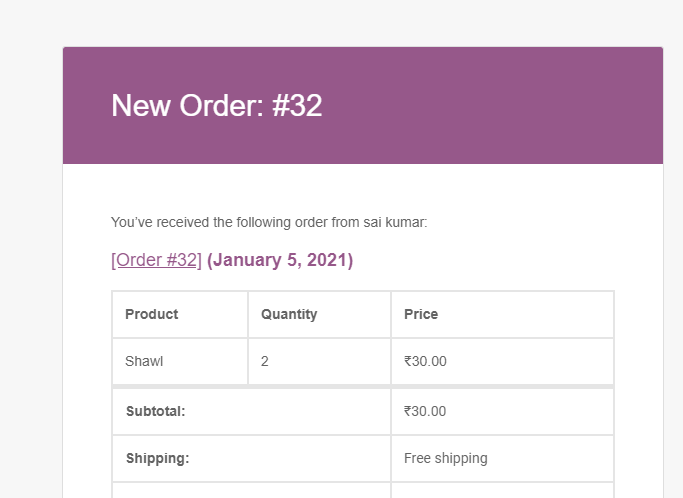 New Order: #32
You’ve received the following order from sai kumar:
[Order #32] (January 5, 2021)
Product Quantity Price
Shawl 2 ₹30.00
Subtotal: ₹30.00
Shipping: Free shipping